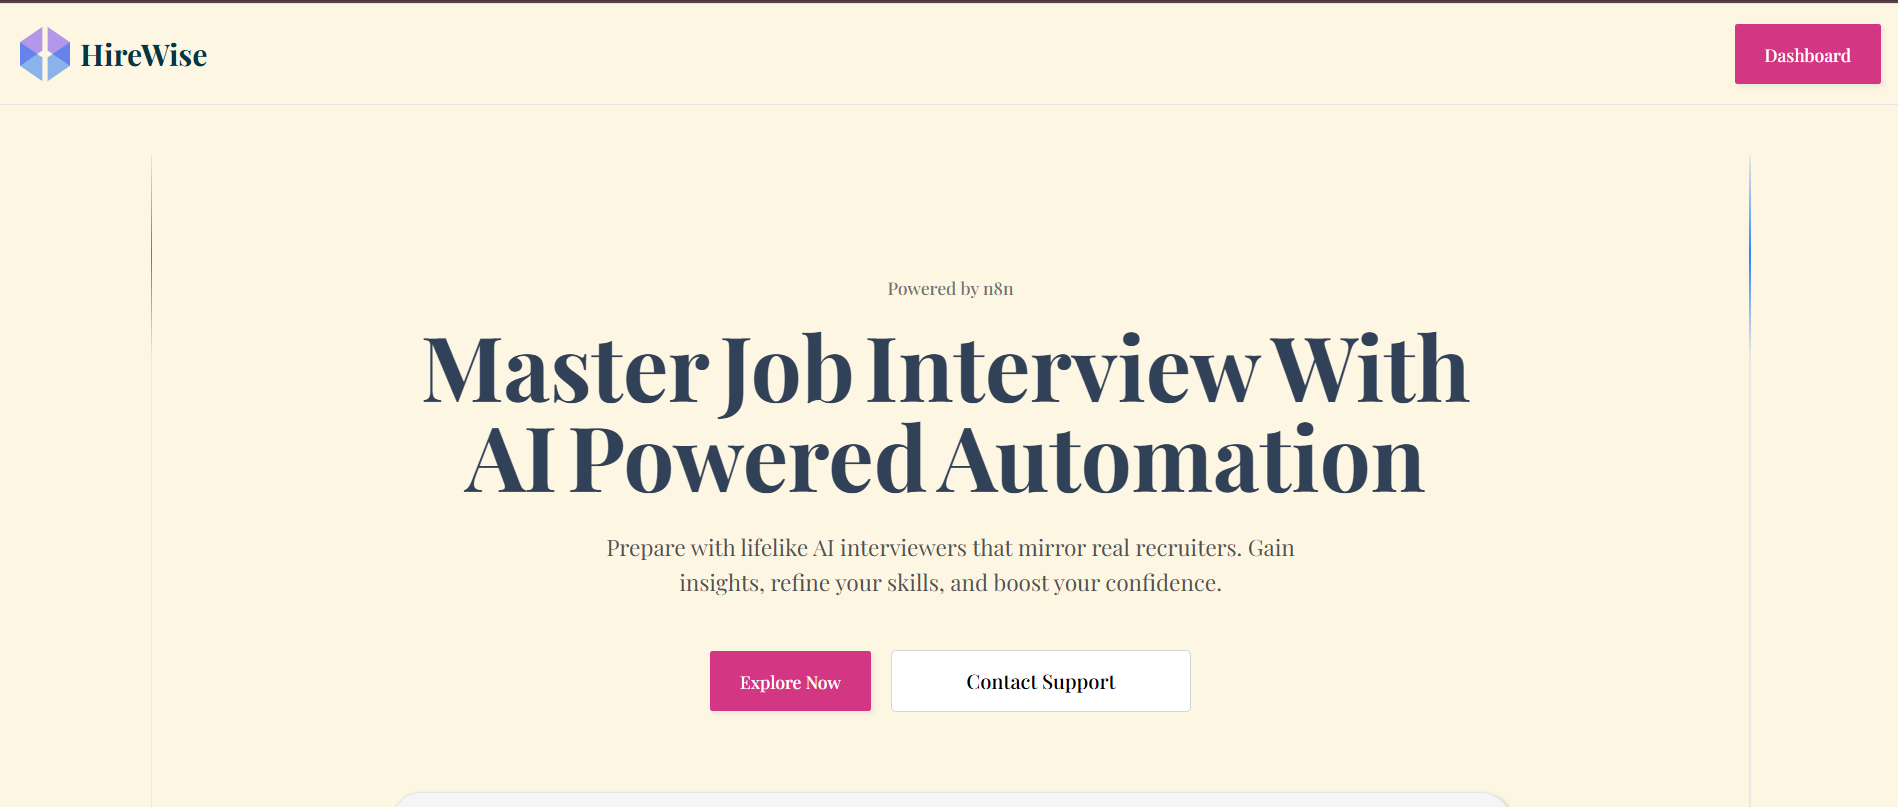 HireWise
Dashboard
Powered by n8n
Master Job Interview With
AI Powered Automation
Prepare with lifelike AI interviewers that mirror real recruiters. Gain
insights, refine your skills, and boost your confidence.
Explore Now
Contact Support